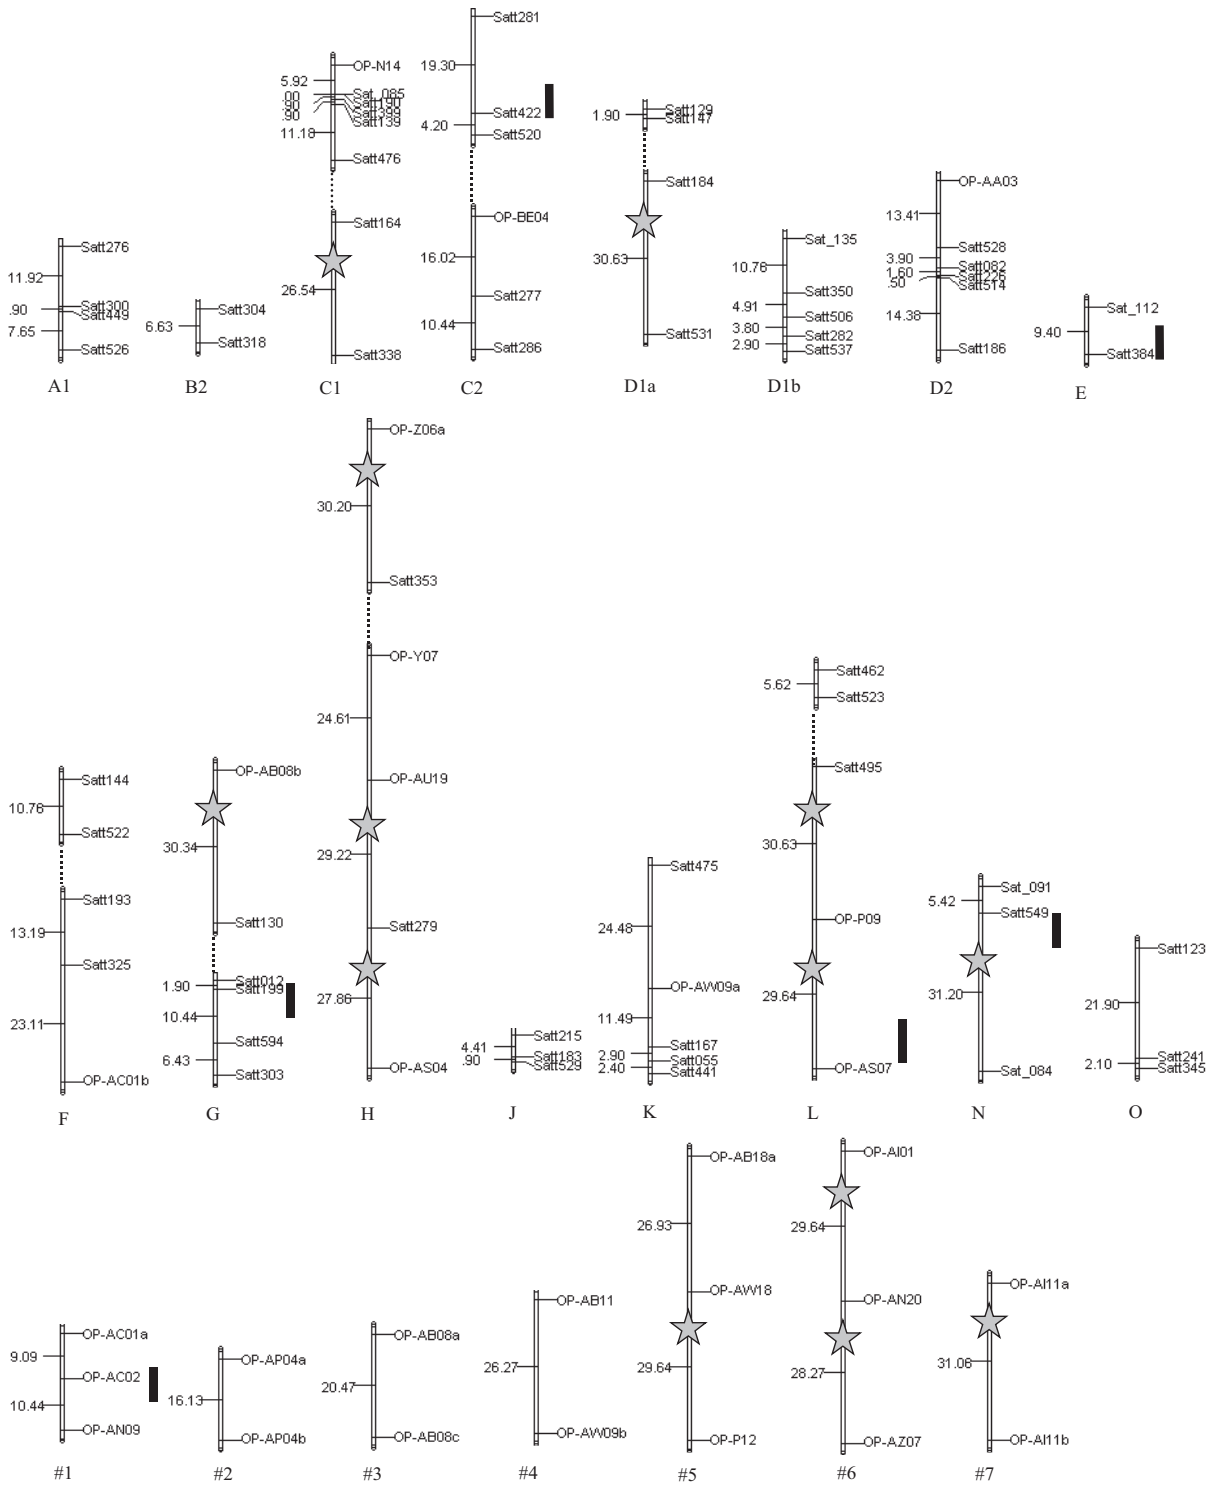 Satt276
11.92
Satt300
.90
Satt449
7.65
Satt526
A1
Satt304
6.63
Satt318
B2
OP-N14
5.92
Sat_085
.00
Satt190
.90
Satt399
.90
Satt139
11.18
Satt476
Satt164
26.54
Satt338
C1
Satt281
19.30
Satt422
4.20
Satt520
OP-BE04
16.02
Satt277
10.44
Satt286
C2
Satt129
1.90
Satt147
Satt184
30.63
Satt531
D1a
Sat_135
10.76
Satt350
4.91
Satt506
3.80
Satt282
2.90
Satt537
D1b
OP-AA03
13.41
Satt528
3.90
Satt082
1.60
Satt226
.50
Satt514
14.38
Satt186
D2
Sat_112
9.40
Satt384
E
Satt144
10.76
Satt522
Satt193
13.19
Satt325
23.11
OP-AC01b
F
OP-AB08b
30.34
Satt130
Satt012
1.90
Satt199
10.44
Satt594
6.43
Satt303
G
OP-Z06a
30.20
Satt353
OP-Y07
24.61
OP-AU19
29.22
Satt279
27.86
OP-AS04
H
Satt215
4.41
Satt183
.90
Satt529
J
Satt475
24.48
OP-AW09a
11.49
Satt167
2.90
Satt055
2.40
Satt441
K
Satt462
5.62
Satt523
Satt495
30.63
OP-P09
29.64
OP-AS07
L
Sat_091
5.42
Satt549
31.20
Sat_084
N
Satt123
21.90
Satt241
2.10
Satt345
O
OP-AC01a
9.09
OP-AC02
10.44
OP-AN09
#1
OP-AP04a
16.13
OP-AP04b
#2
OP-AB08a
20.47
OP-AB08c
#3
OP-AB11
26.27
OP-AW09b
#4
OP-AB18a
26.93
OP-AW18
29.64
OP-P12
#5
OP-AI01
29.64
OP-AN20
28.27
OP-AZ07
#6
OP-AI11a
31.06
OP-AI11b
#7